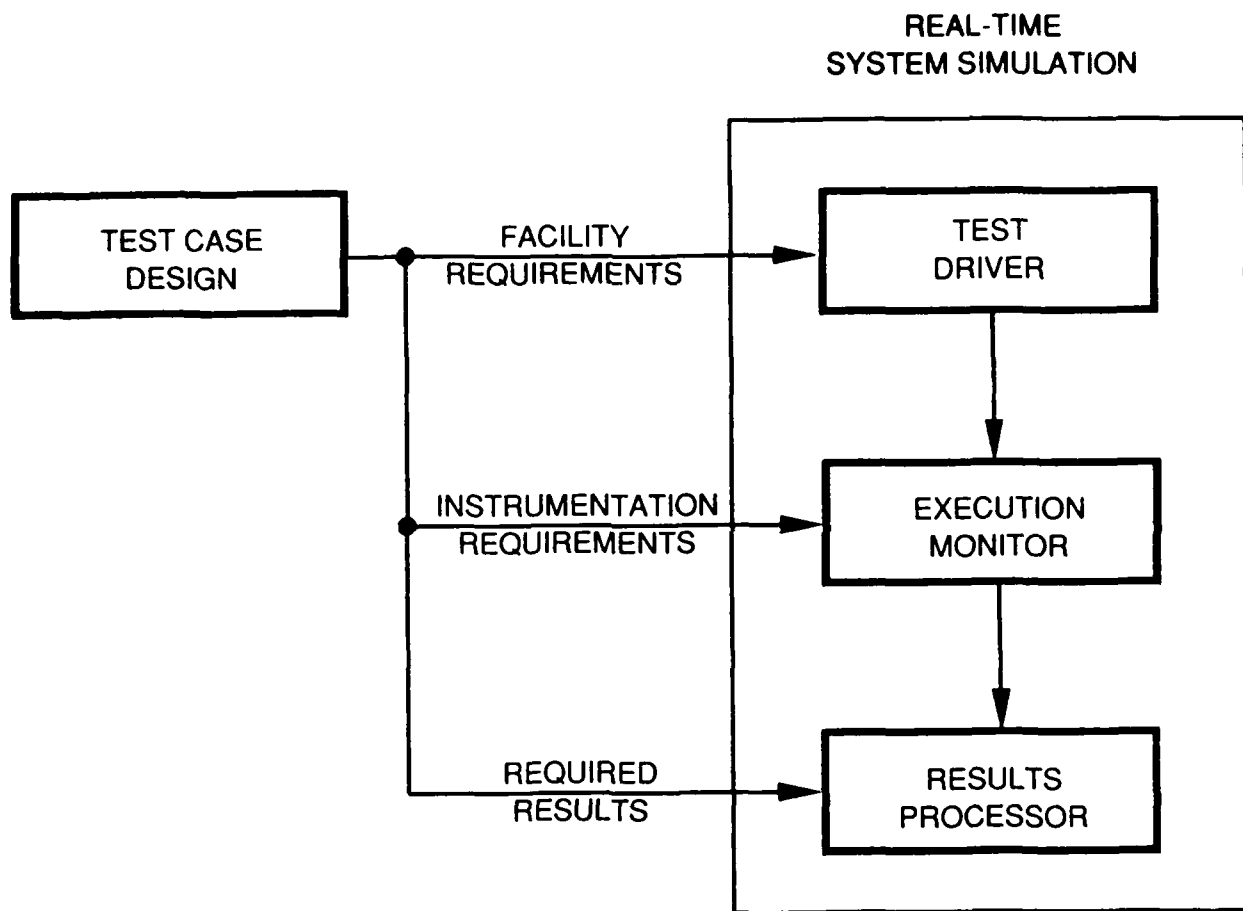 REAL-TIME
SYSTEM SIMULATION
TEST CASE
DESIGN
FACILITY
REQUIREMENTS
TEST
DRIVER
INSTRUMENTATION
REQUIREMENTS
EXECUTION
MONITOR
REQUIRED
RESULTS
RESULTS
PROCESSOR